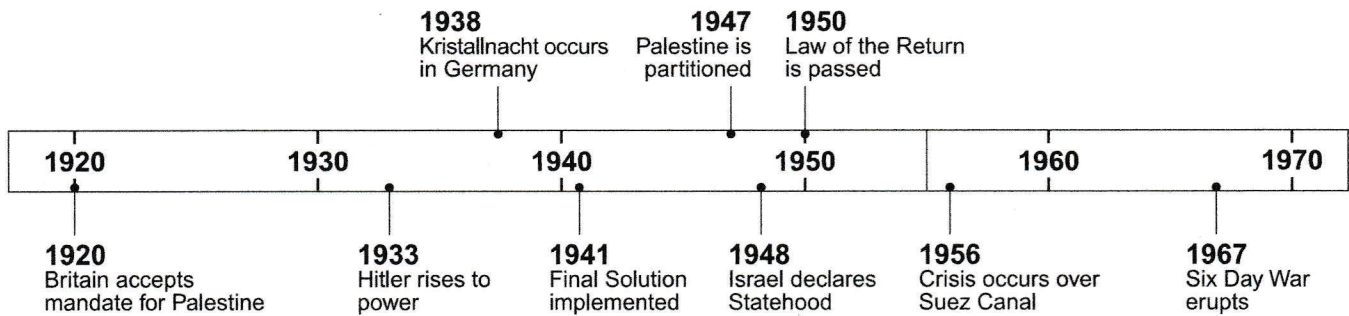 1938
Kristallnacht occurs
in Germany
1947
Palestine is
partitioned
1950
Law of the Return
is passed
1920
1930
1940
1950
1960
1970
1920
Britain accepts
mandate for Palestine
1933
Hitler rises to
power
1941
Final Solution
implemented
1948
Israel declares
Statehood
1956
Crisis occurs over
Suez Canal
1967
Six Day War
erupts